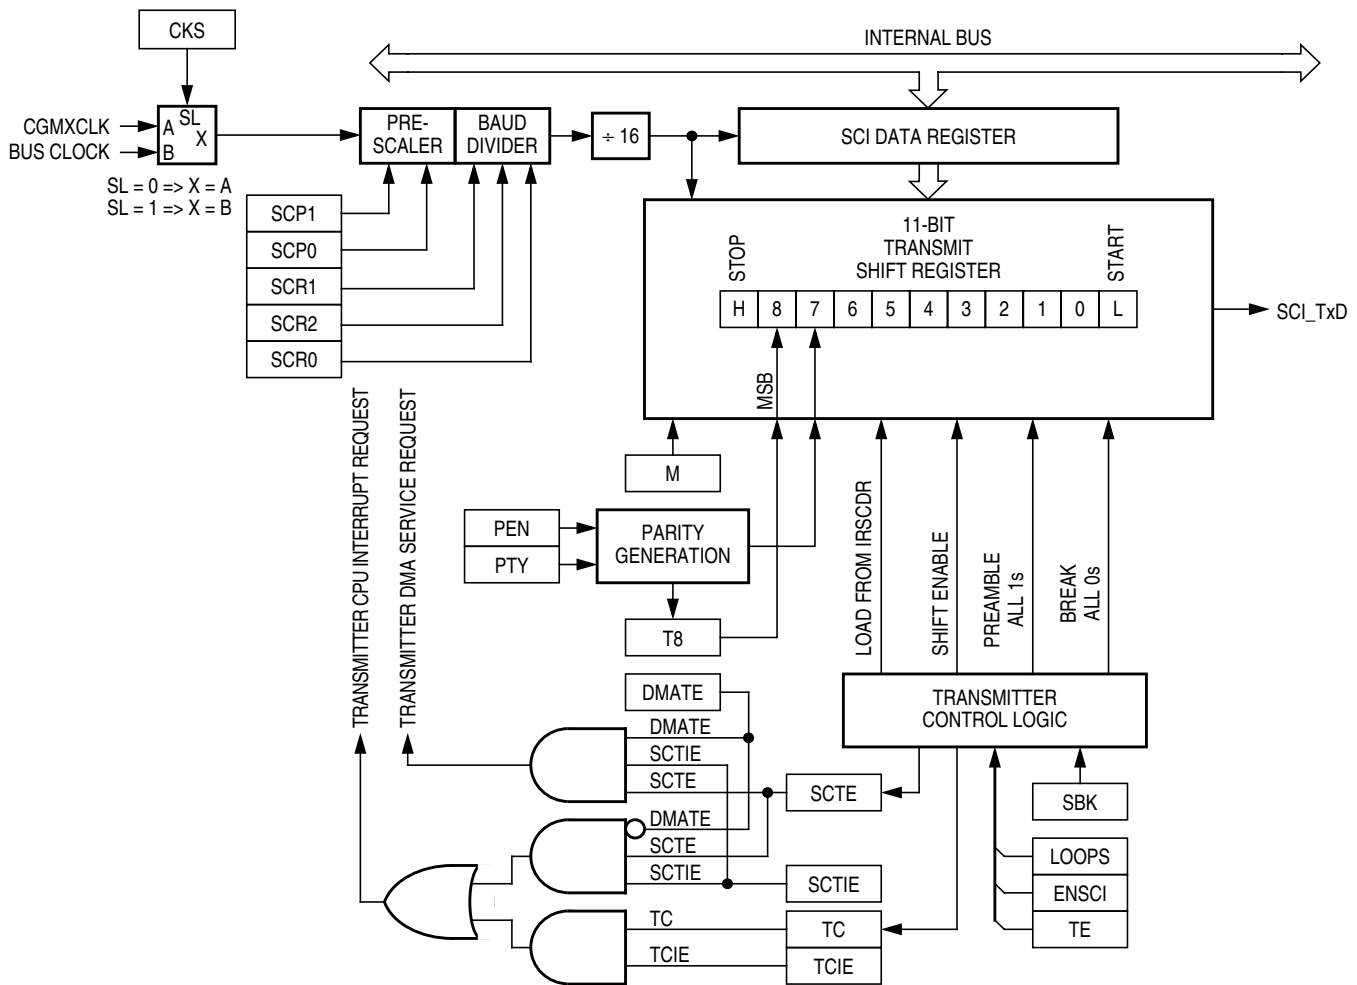 CKS
INTERNAL BUS
CGMXCLK
BUS CLOCK
A
SL
X
B
SL = 0 => X = A
SL = 1 => X = B
PRE-
SCALER
BAUD
DIVIDER
÷ 16
SCI DATA REGISTER
SCP1
SCP0
SCR1
SCR2
SCR0
11-BIT
TRANSMIT
SHIFT REGISTER
STOP
START
H 8 7 6 5 4 3 2 1 0 L
SCI_TxD
MSB
TRANSMITTER CPU INTERRUPT REQUEST
TRANSMITTER DMA SERVICE REQUEST
M
PEN
PTY
PARITY
GENERATION
T8
LOAD FROM IRSCDR
SHIFT ENABLE
PREAMBLE
ALL 1s
BREAK
ALL 0s
TRANSMITTER
CONTROL LOGIC
DMATE
DMATE
SCTIE
SCTE
SCTE
DMATE
SCTE
SCTIE
SCTIE
TC
TC
TCIE
TCIE
SBK
LOOPS
ENSCI
TE